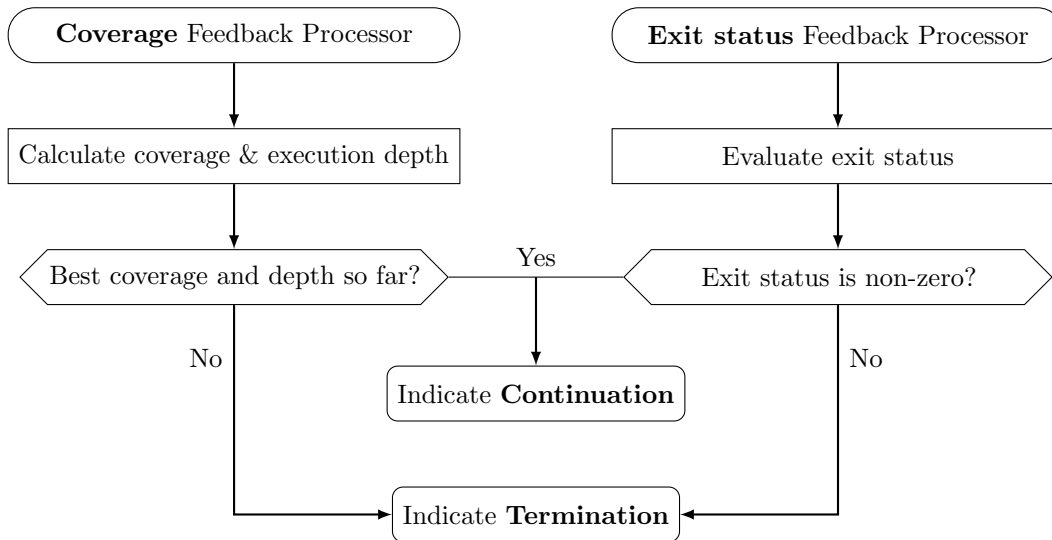 Coverage Feedback Processor
Exit status Feedback Processor
Calculate coverage & execution depth
Evaluate exit status
Best coverage and depth so far?
Yes
Exit status is non-zero?
No
No
Indicate Continuation
Indicate Termination